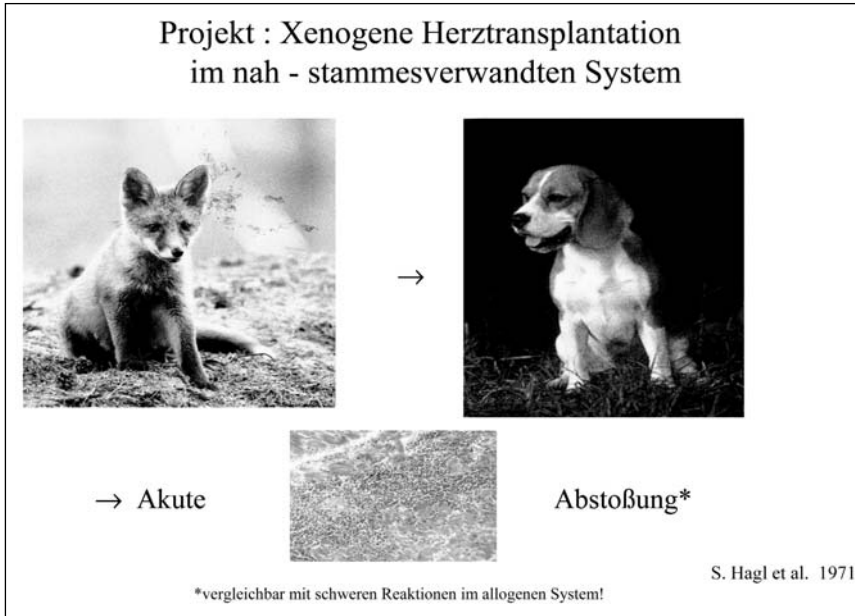 Projekt : Xenogene Herztransplantation
im nah - stammesverwandten System
→
→ Akute Abstoßung*
S. Hagl et al. 1971
*vergleichbar mit schweren Reaktionen im allogenen System!